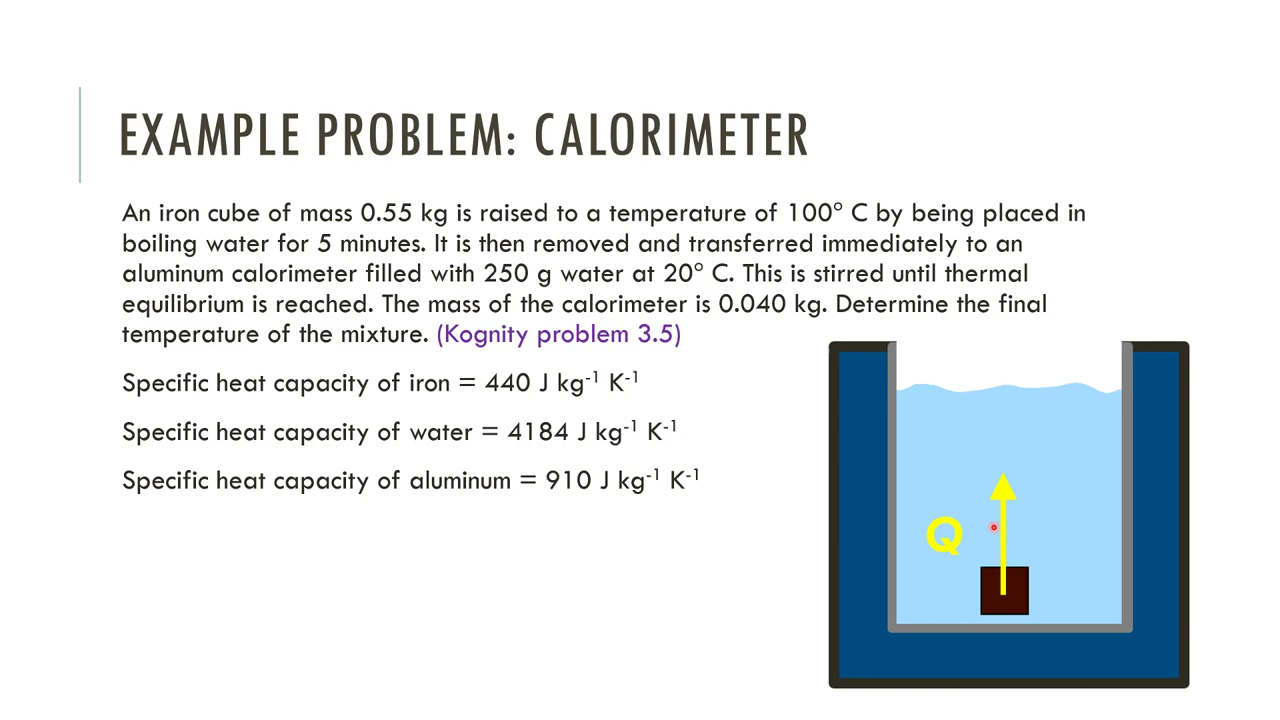 EXAMPLE PROBLEM: CALORIMETER
An iron cube of mass 0.55 kg is raised to a temperature of 100° C by being placed in
boiling water for 5 minutes. It is then removed and transferred immediately to an
aluminum calorimeter filled with 250 g water at 20° C. This is stirred until thermal
equilibrium is reached. The mass of the calorimeter is 0.040 kg. Determine the final
temperature of the mixture. (Kognity problem 3.5)
Specific heat capacity of iron = 440 J kg⁻¹ K⁻¹
Specific heat capacity of water = 4184 J kg⁻¹ K⁻¹
Specific heat capacity of aluminum = 910 J kg⁻¹ K⁻¹
Q